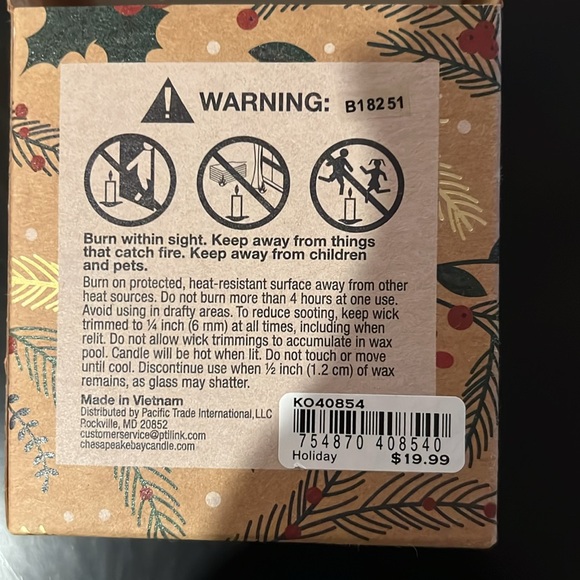 WARNING: B18251
Burn within sight. Keep away from things
that catch fire. Keep away from children
and pets.
Burn on protected, heat-resistant surface away from other
heat sources. Do not burn more than 4 hours at one use.
Avoid using in drafty areas. To reduce sooting, keep wick
trimmed to ¼ inch (6 mm) at all times, including when
relit. Do not allow wick trimmings to accumulate in wax
pool. Candle will be hot when lit. Do not touch or move
until cool. Discontinue use when ½ inch (1.2 cm) of wax
remains, as glass may shatter.
Made in Vietnam
Distributed by Pacific Trade International, LLC
Rockville, MD 20852
customerservice@ptilink.com
chesapeakebaycandle.com
KO40854
754870 408540
Holiday $19.99